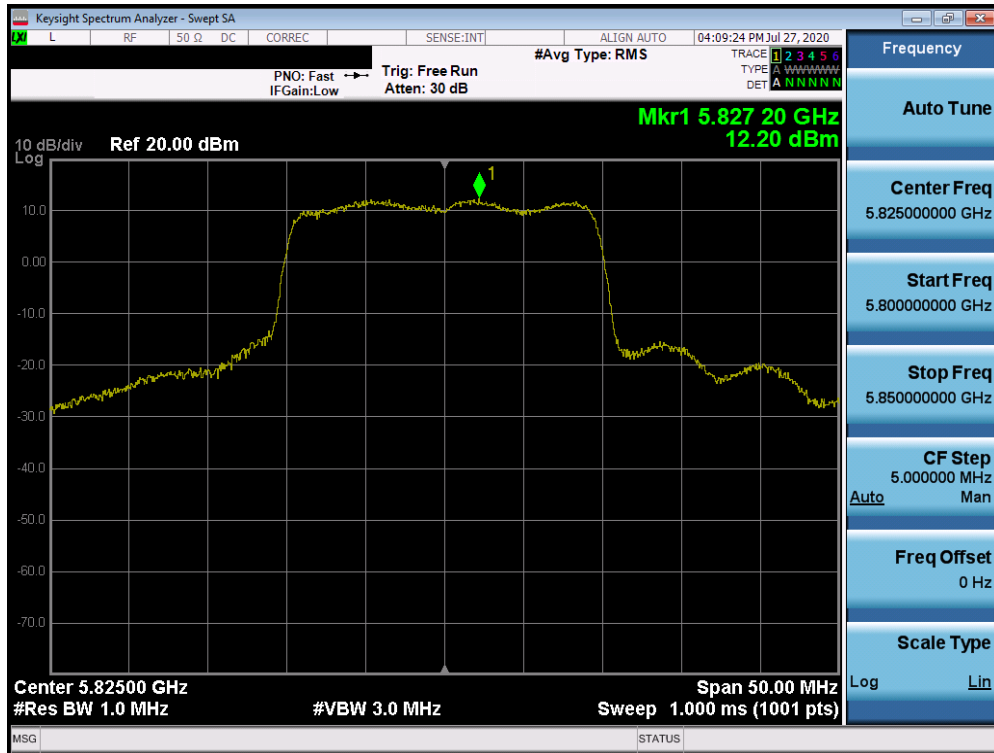 Keysight Spectrum Analyzer - Swept SA
LXI L RF 50 Ω DC CORREC SENSE:INT ALIGN AUTO 04:09:24 PM Jul 27, 2020
PNO: Fast
IFGain:Low
Trig: Free Run
Atten: 30 dB
#Avg Type: RMS
TRACE 1 2 3 4 5 6
TYPE A WWWWW
DET A N N N N N
Mkr1 5.827 20 GHz
12.20 dBm
10 dB/div Ref 20.00 dBm
Log
1
10.0
0.00
-10.0
-20.0
-30.0
-40.0
-50.0
-60.0
-70.0
Center 5.82500 GHz Span 50.00 MHz
#Res BW 1.0 MHz #VBW 3.0 MHz Sweep 1.000 ms (1001 pts)
MSG STATUS
Frequency
Auto Tune
Center Freq
5.825000000 GHz
Start Freq
5.800000000 GHz
Stop Freq
5.850000000 GHz
CF Step
5.000000 MHz
Auto Man
Freq Offset
0 Hz
Scale Type
Log Lin